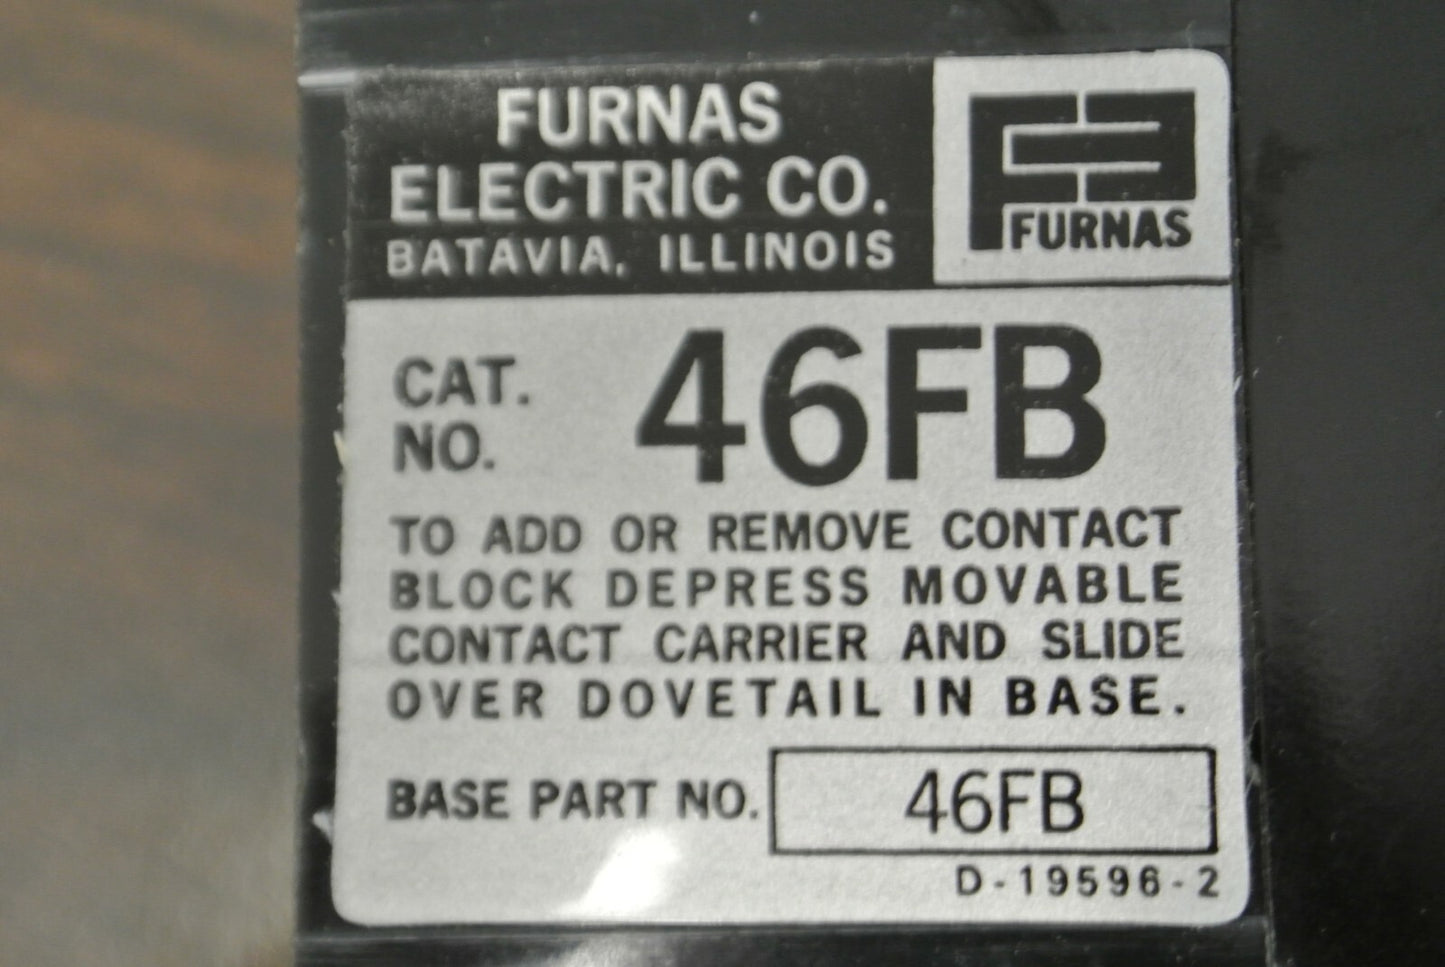 FURNAS
ELECTRIC CO.
BATAVIA, ILLINOIS
FURNAS
CAT.
NO.
46FB
TO ADD OR REMOVE CONTACT
BLOCK DEPRESS MOVABLE
CONTACT CARRIER AND SLIDE
OVER DOVETAIL IN BASE.
BASE PART NO. 46FB
D-19596-2